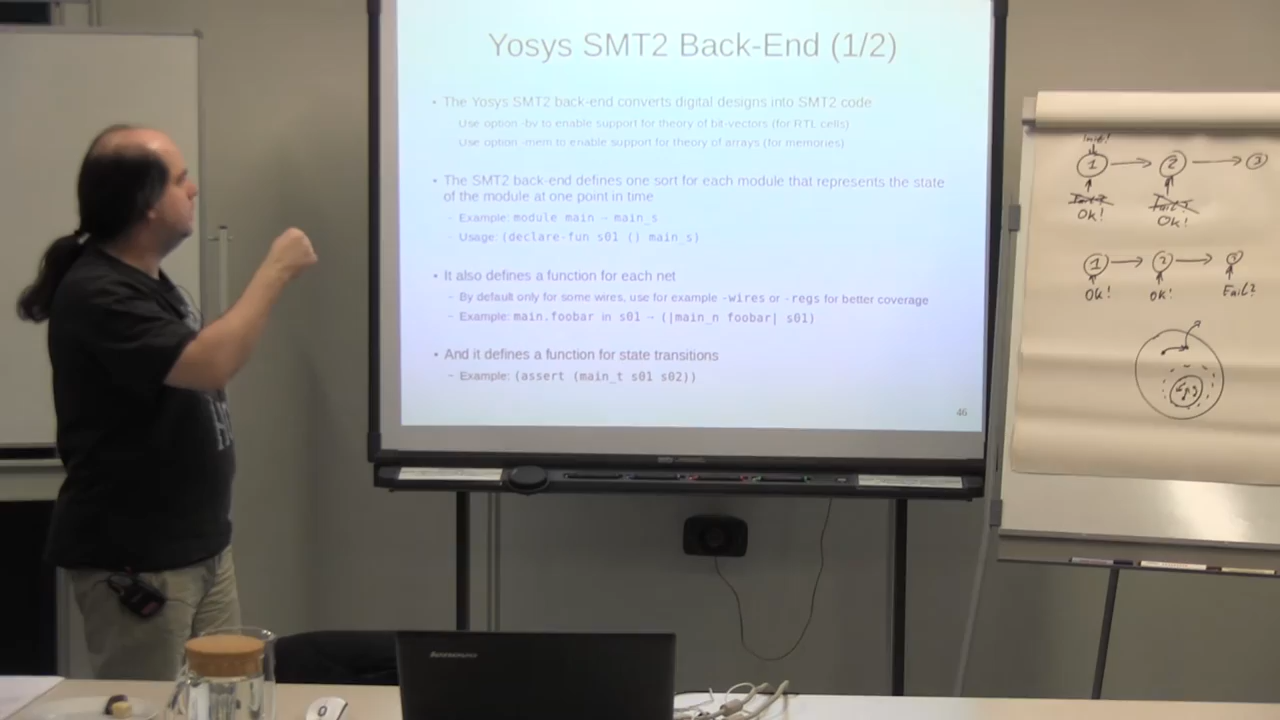 Yosys SMT2 Back-End (1/2)
• The Yosys SMT2 back-end converts digital designs into SMT2 code
Use option -bv to enable support for theory of bit-vectors (for RTL cells)
Use option -mem to enable support for theory of arrays (for memories)
• The SMT2 back-end defines one sort for each module that represents the state
of the module at one point in time
– Example: module main → main_s
– Usage: (declare-fun s01 () main_s)
• It also defines a function for each net
– By default only for some wires, use for example -wires or -regs for better coverage
– Example: main.foobar in s01 → (|main_n foobar| s01)
• And it defines a function for state transitions
– Example: (assert (main_t s01 s02))
46
Init!
1 → 2 → 3
Fail?
Fail?
OK!
OK!
1 → 2 →
OK!
OK!
Fail?
lenovo